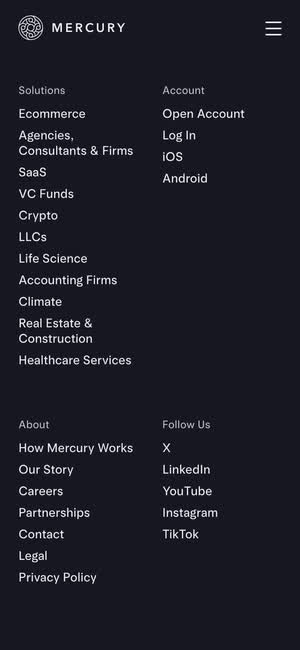 MERCURY
Solutions
Ecommerce
Agencies,
Consultants & Firms
SaaS
VC Funds
Crypto
LLCs
Life Science
Accounting Firms
Climate
Real Estate &
Construction
Healthcare Services
Account
Open Account
Log In
iOS
Android
About
How Mercury Works
Our Story
Careers
Partnerships
Contact
Legal
Privacy Policy
Follow Us
X
LinkedIn
YouTube
Instagram
TikTok